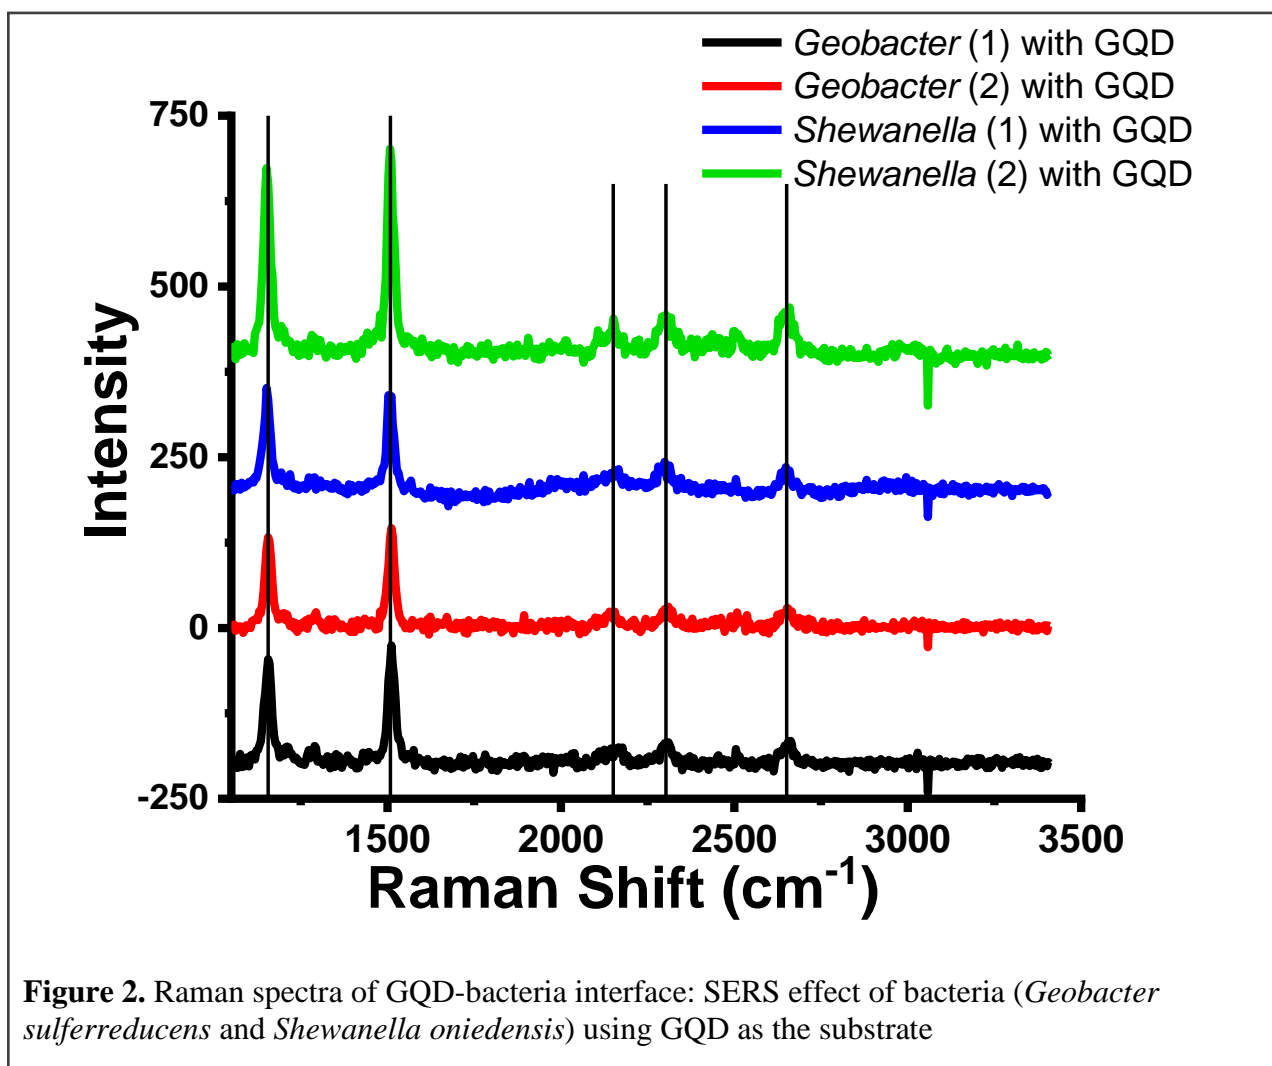 Geobacter (1) with GQD
Geobacter (2) with GQD
Shewanella (1) with GQD
Shewanella (2) with GQD
750
500
250
0
-250
Intensity
1500 2000 2500 3000 3500
Raman Shift (cm-1)
Figure 2. Raman spectra of GQD-bacteria interface: SERS effect of bacteria (Geobacter
sulferreducens and Shewanella oniedensis) using GQD as the substrate